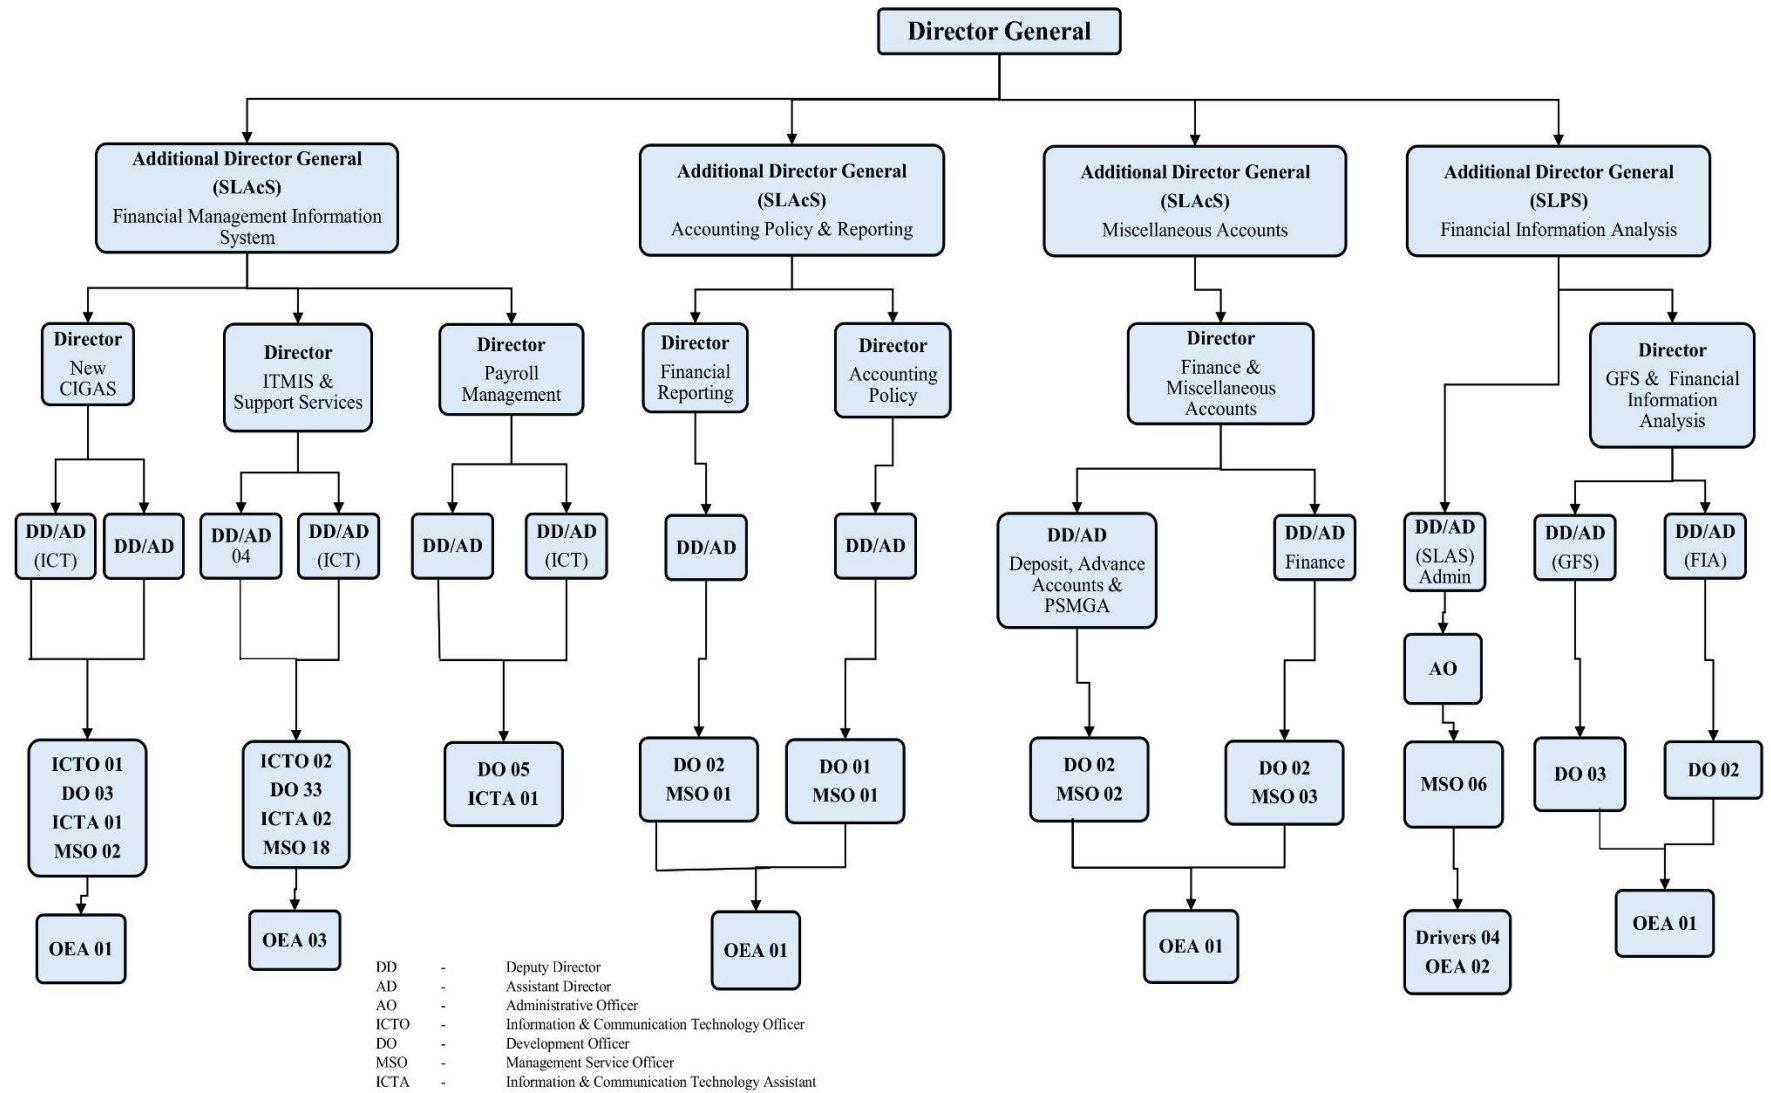 Director General
Additional Director General
(SLAcS)
Financial Management Information
System
Additional Director General
(SLAcS)
Accounting Policy & Reporting
Additional Director General
(SLAcS)
Miscellaneous Accounts
Additional Director General
(SLPS)
Financial Information Analysis
Director
New
CIGAS
Director
ITMIS &
Support Services
Director
Payroll
Management
Director
Financial
Reporting
Director
Accounting
Policy
Director
Finance &
Miscellaneous
Accounts
Director
GFS & Financial
Information
Analysis
DD/AD
(ICT)
DD/AD
DD/AD
04
DD/AD
(ICT)
DD/AD
DD/AD
(ICT)
DD/AD
DD/AD
DD/AD
Deposit, Advance
Accounts &
PSMGA
DD/AD
Finance
DD/AD
(SLAS)
Admin
DD/AD
(GFS)
DD/AD
(FIA)
AO
ICTO 01
DO 03
ICTA 01
MSO 02
ICTO 02
DO 33
ICTA 02
MSO 18
DO 05
ICTA 01
DO 02
MSO 01
DO 01
MSO 01
DO 02
MSO 02
DO 02
MSO 03
MSO 06
DO 03
DO 02
OEA 01
OEA 03
OEA 01
OEA 01
Drivers 04
OEA 02
OEA 01
DD - Deputy Director
AD - Assistant Director
AO - Administrative Officer
ICTO - Information & Communication Technology Officer
DO - Development Officer
MSO - Management Service Officer
ICTA - Information & Communication Technology Assistant